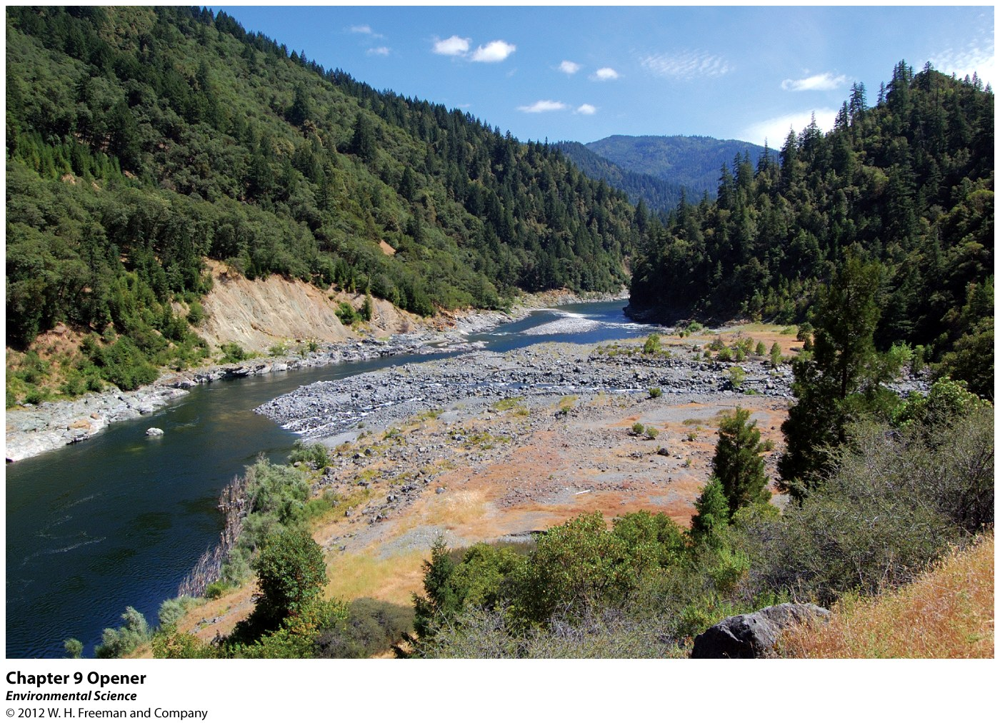 Chapter 9 Opener
Environmental Science
© 2012 W. H. Freeman and Company